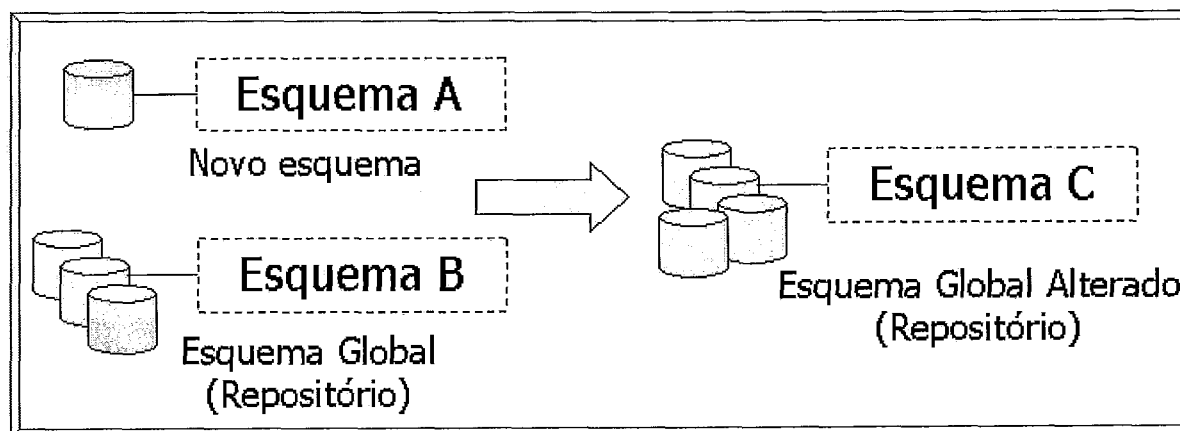 Esquema A
Novo esquema
Esquema B
Esquema Global
(Repositório)
Esquema C
Esquema Global Alterado
(Repositório)